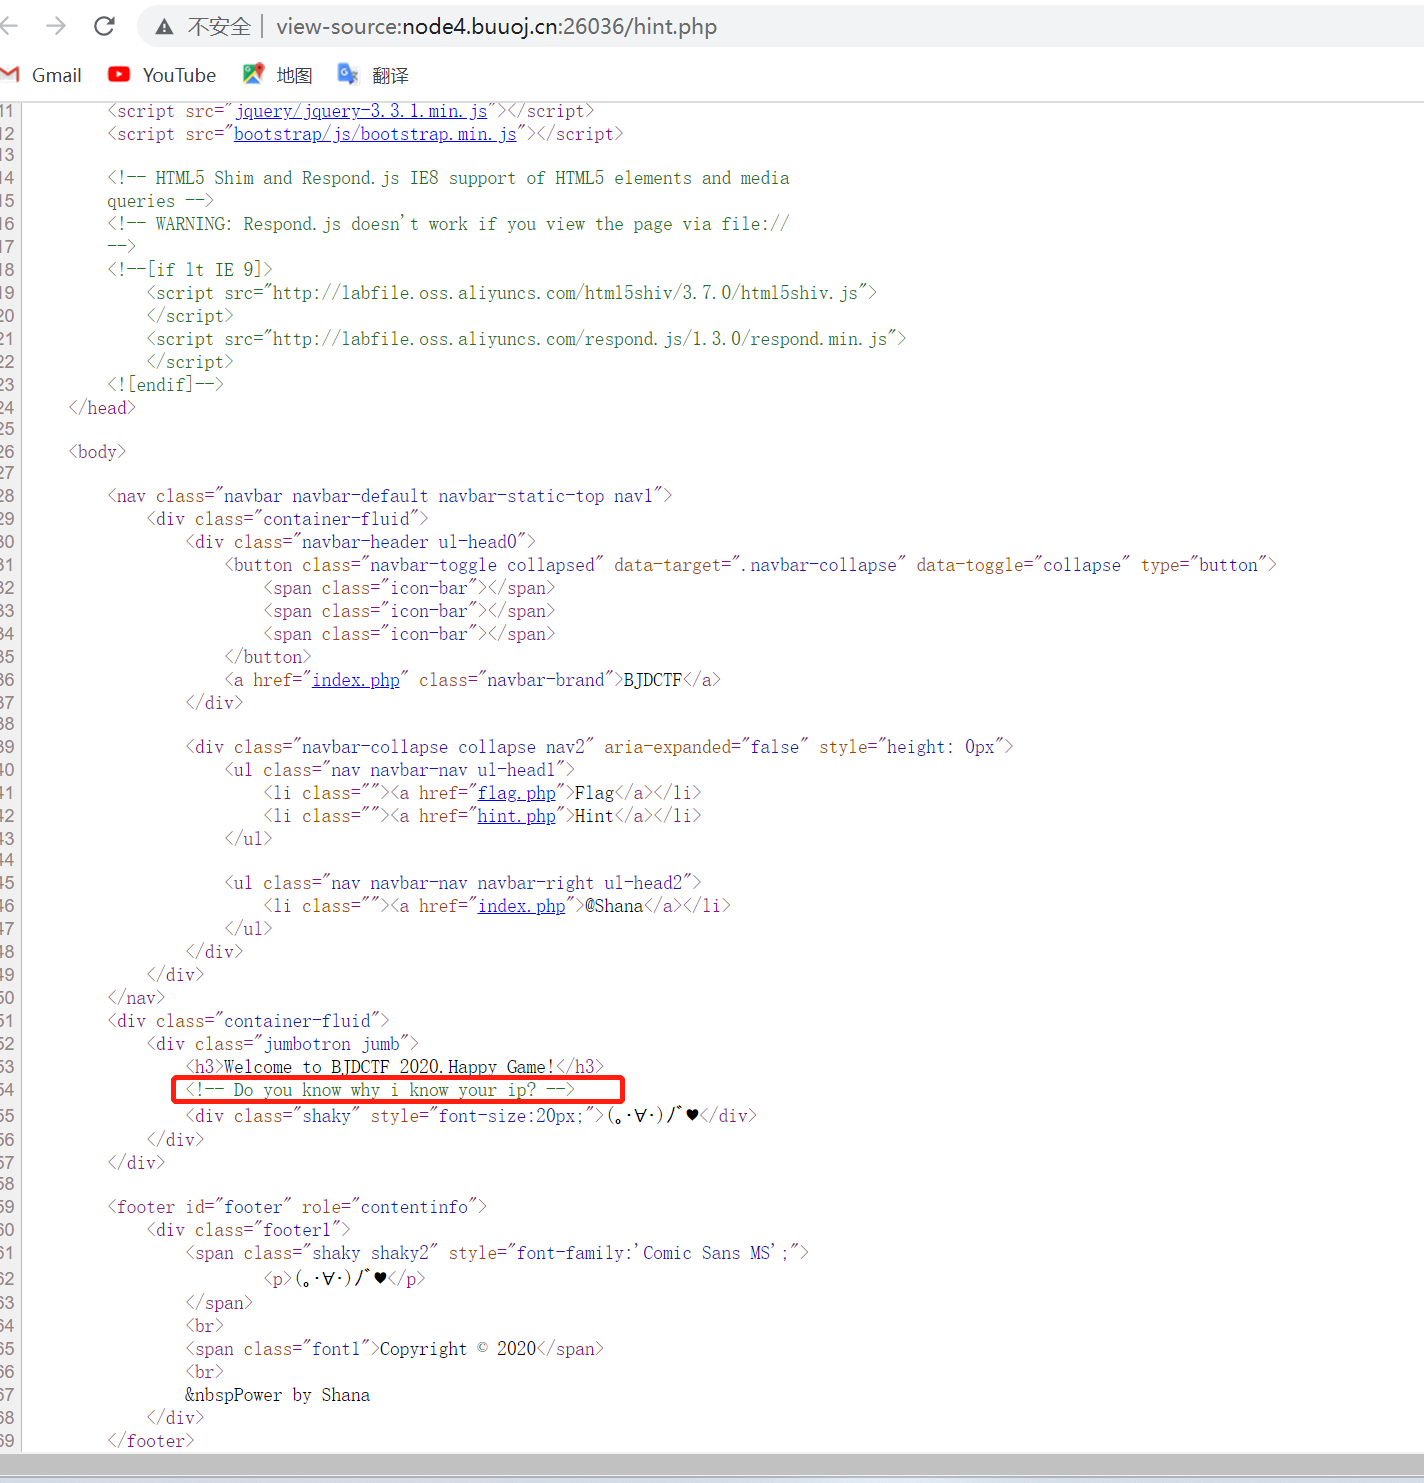 不安全 | view-source:node4.buuoj.cn:26036/hint.php
Gmail YouTube 地图 翻译
11 <script src="jquery/jquery-3.3.1.min.js"></script>
12 <script src="bootstrap/js/bootstrap.min.js"></script>
13
14 <!-- HTML5 Shim and Respond.js IE8 support of HTML5 elements and media
15 queries -->
16 <!-- WARNING: Respond.js doesn't work if you view the page via file://
17 -->
18 <!--[if lt IE 9]>
19 <script src="http://labfile.oss.aliyuncs.com/html5shiv/3.7.0/html5shiv.js">
20 </script>
21 <script src="http://labfile.oss.aliyuncs.com/respond.js/1.3.0/respond.min.js">
22 </script>
23 <![endif]-->
24 </head>
25
26 <body>
27
28 <nav class="navbar navbar-default navbar-static-top nav1">
29 <div class="container-fluid">
30 <div class="navbar-header ul-head0">
31 <button class="navbar-toggle collapsed" data-target=".navbar-collapse" data-toggle="collapse" type="button">
32 <span class="icon-bar"></span>
33 <span class="icon-bar"></span>
34 <span class="icon-bar"></span>
35 </button>
36 <a href="index.php" class="navbar-brand">BJDCTF</a>
37 </div>
38
39 <div class="navbar-collapse collapse nav2" aria-expanded="false" style="height: 0px">
40 <ul class="nav navbar-nav ul-head1">
41 <li class=""><a href="flag.php">Flag</a></li>
42 <li class=""><a href="hint.php">Hint</a></li>
43 </ul>
44
45 <ul class="nav navbar-nav navbar-right ul-head2">
46 <li class=""><a href="index.php">@Shana</a></li>
47 </ul>
48 </div>
49 </div>
50 </nav>
51 <div class="container-fluid">
52 <div class="jumbotron jumb">
53 <h3>Welcome to BJDCTF 2020.Happy Game!</h3>
54 <!-- Do you know why i know your ip? -->
55 <div class="shaky" style="font-size:20px;">(｡･∀･)ﾉﾞ♥</div>
56 </div>
57 </div>
58
59 <footer id="footer" role="contentinfo">
60 <div class="footer1">
61 <span class="shaky shaky2" style="font-family:'Comic Sans MS';">
62 <p>(｡･∀･)ﾉﾞ♥</p>
63 </span>
64 <br>
65 <span class="font1">Copyright © 2020</span>
66 <br>
67 &nbspPower by Shana
68 </div>
69 </footer>